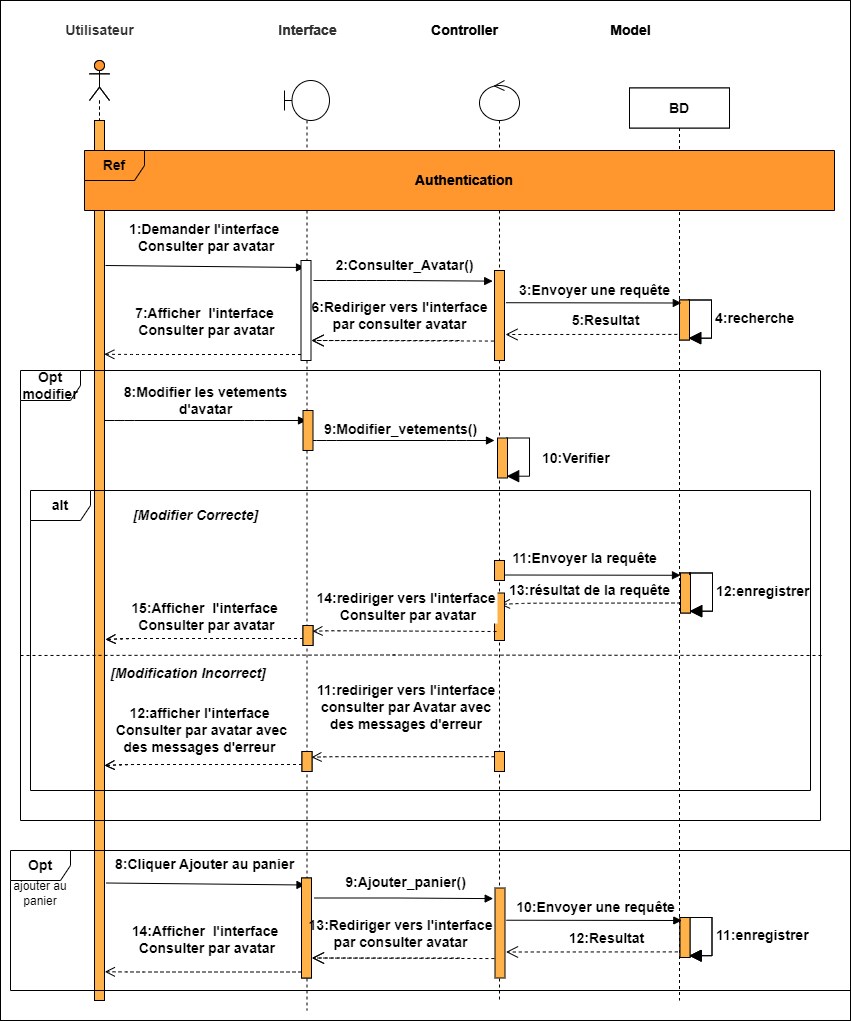 Utilisateur
Interface
Controller
Model
BD
Ref
Authentication
1:Demander l'interface
Consulter par avatar
2:Consulter_Avatar()
3:Envoyer une requête
4:recherche
5:Resultat
6:Rediriger vers l'interface
par consulter avatar
7:Afficher l'interface
Consulter par avatar
Opt
modifier
8:Modifier les vetements
d'avatar
9:Modifier_vetements()
10:Verifier
alt
[Modifier Correcte]
11:Envoyer la requête
12:enregistrer
13:résultat de la requête
14:rediriger vers l'interface
Consulter par avatar
15:Afficher l'interface
Consulter par avatar
[Modification Incorrect]
11:rediriger vers l'interface
consulter par Avatar avec
des messages d'erreur
12:afficher l'interface
Consulter par avatar avec
des messages d'erreur
Opt
ajouter au
panier
8:Cliquer Ajouter au panier
9:Ajouter_panier()
10:Envoyer une requête
11:enregistrer
12:Resultat
13:Rediriger vers l'interface
par consulter avatar
14:Afficher l'interface
Consulter par avatar